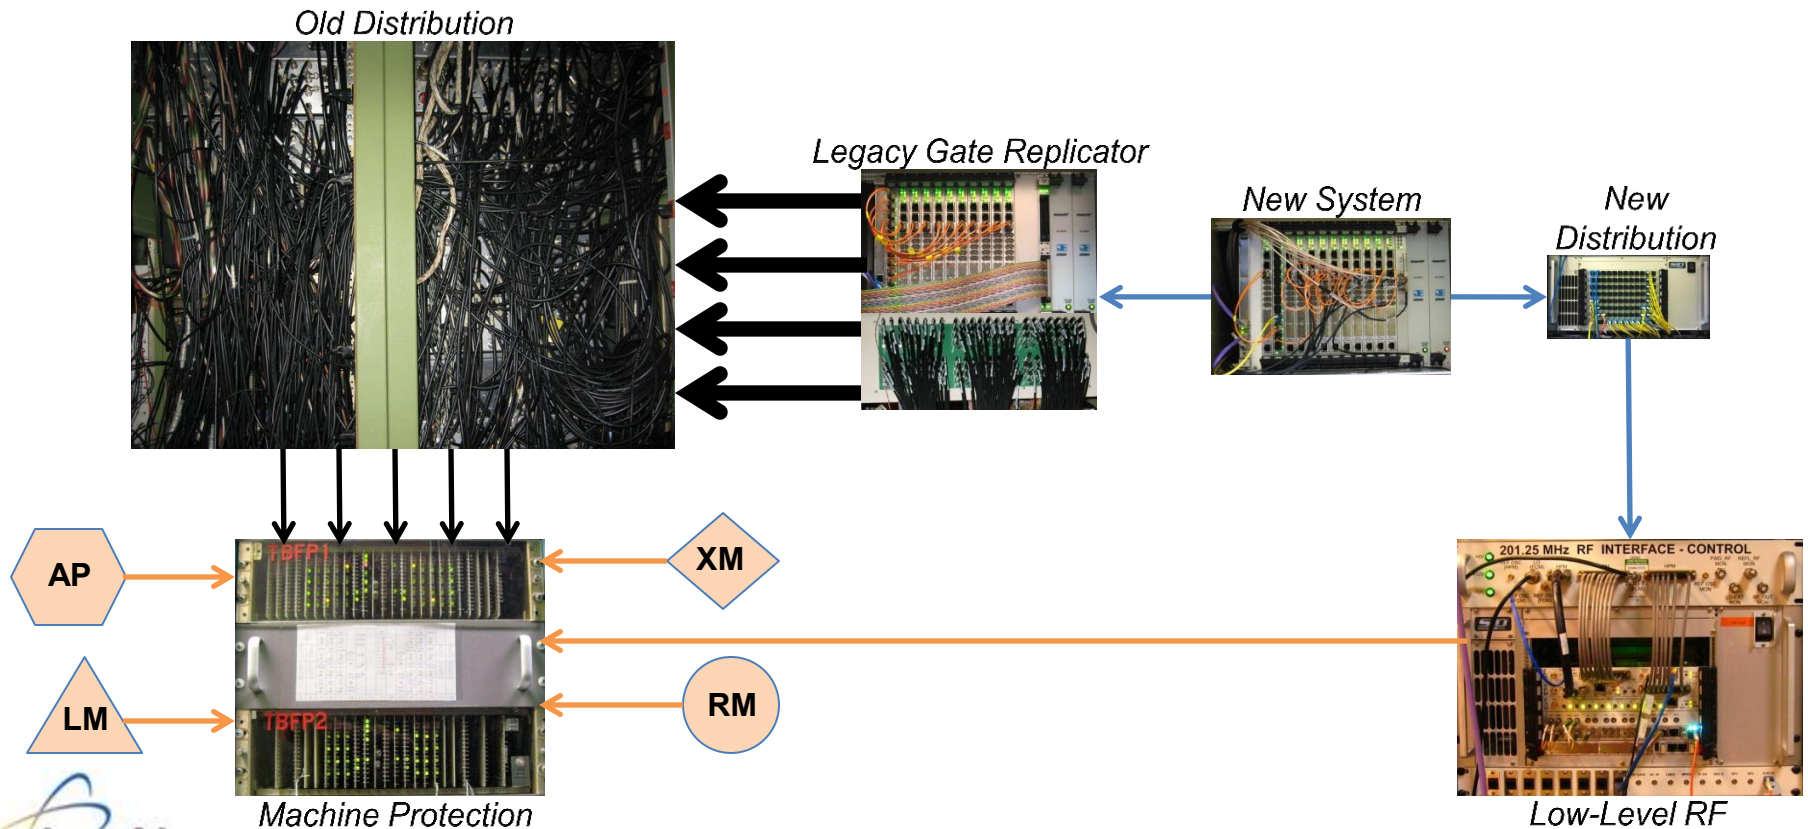 Old Distribution
Legacy Gate Replicator
New System
New
Distribution
AP
XM
LM
RM
TBFP1
TBFP2
201.25 MHz RF INTERFACE - CONTROL
Machine Protection
Low-Level RF